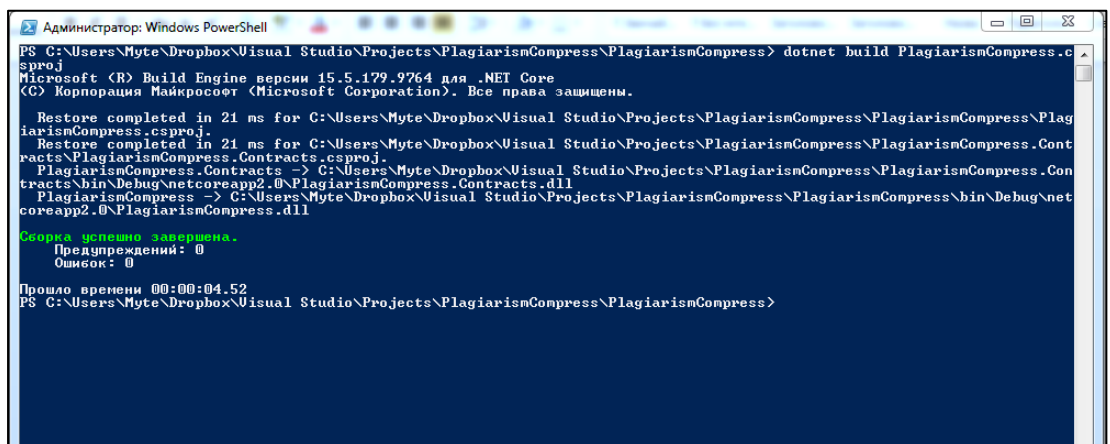 Администратор: Windows PowerShell
PS C:\Users\Myte\Dropbox\Visual Studio\Projects\PlagiarismCompress\PlagiarismCompress> dotnet build PlagiarismCompress.c
sproj
Microsoft (R) Build Engine версии 15.5.179.9764 для .NET Core
(C) Корпорация Майкрософт (Microsoft Corporation). Все права защищены.
Restore completed in 21 ms for C:\Users\Myte\Dropbox\Visual Studio\Projects\PlagiarismCompress\PlagiarismCompress\Plag
iarismCompress.csproj.
Restore completed in 21 ms for C:\Users\Myte\Dropbox\Visual Studio\Projects\PlagiarismCompress\PlagiarismCompress.Cont
racts\PlagiarismCompress.Contracts.csproj.
PlagiarismCompress.Contracts -> C:\Users\Myte\Dropbox\Visual Studio\Projects\PlagiarismCompress\PlagiarismCompress.Con
tracts\bin\Debug\netcoreapp2.0\PlagiarismCompress.Contracts.dll
PlagiarismCompress -> C:\Users\Myte\Dropbox\Visual Studio\Projects\PlagiarismCompress\PlagiarismCompress\bin\Debug\net
coreapp2.0\PlagiarismCompress.dll
Сборка успешно завершена.
Предупреждений: 0
Ошибок: 0
Прошло времени 00:00:04.52
PS C:\Users\Myte\Dropbox\Visual Studio\Projects\PlagiarismCompress\PlagiarismCompress>